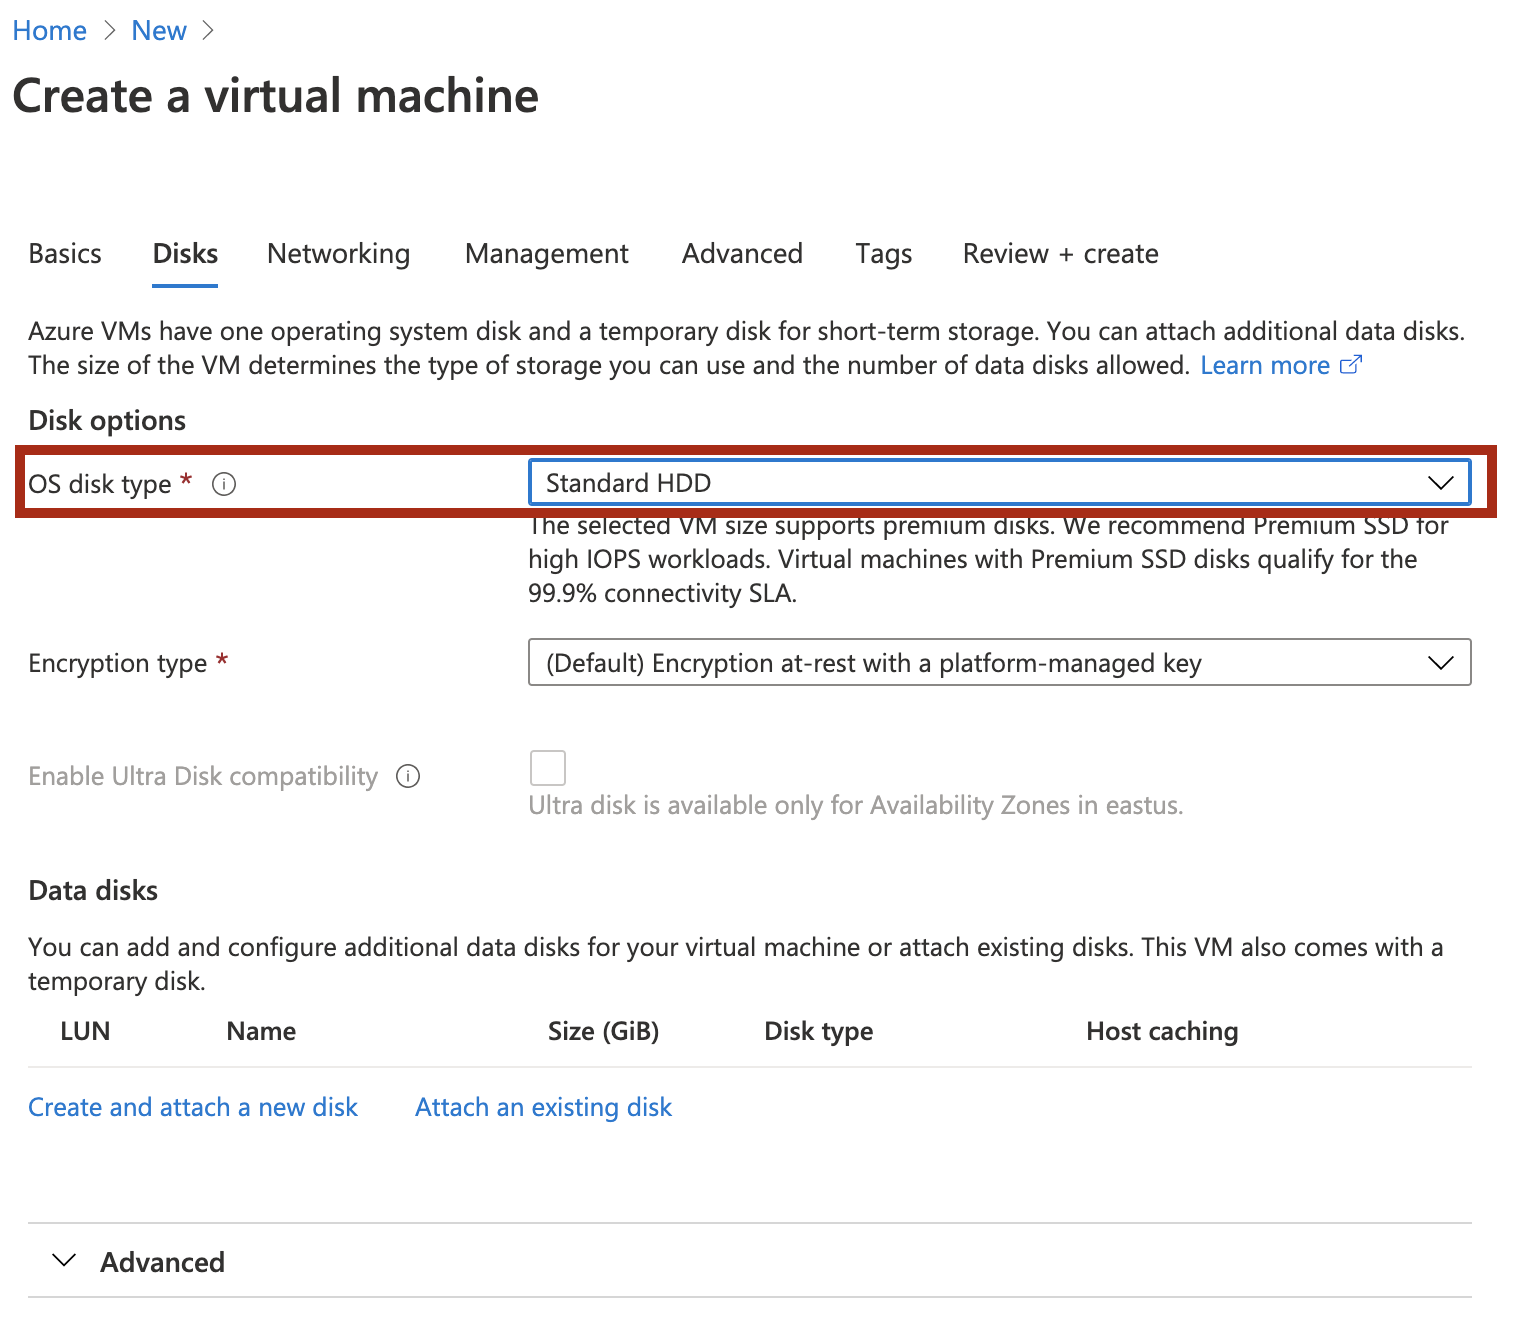 Home > New >
Create a virtual machine
Basics Disks Networking Management Advanced Tags Review + create
Azure VMs have one operating system disk and a temporary disk for short-term storage. You can attach additional data disks.
The size of the VM determines the type of storage you can use and the number of data disks allowed. Learn more
Disk options
OS disk type * Standard HDD
The selected VM size supports premium disks. We recommend Premium SSD for
high IOPS workloads. Virtual machines with Premium SSD disks qualify for the
99.9% connectivity SLA.
Encryption type * (Default) Encryption at-rest with a platform-managed key
Enable Ultra Disk compatibility
Ultra disk is available only for Availability Zones in eastus.
Data disks
You can add and configure additional data disks for your virtual machine or attach existing disks. This VM also comes with a
temporary disk.
LUN Name Size (GiB) Disk type Host caching
Create and attach a new disk Attach an existing disk
Advanced